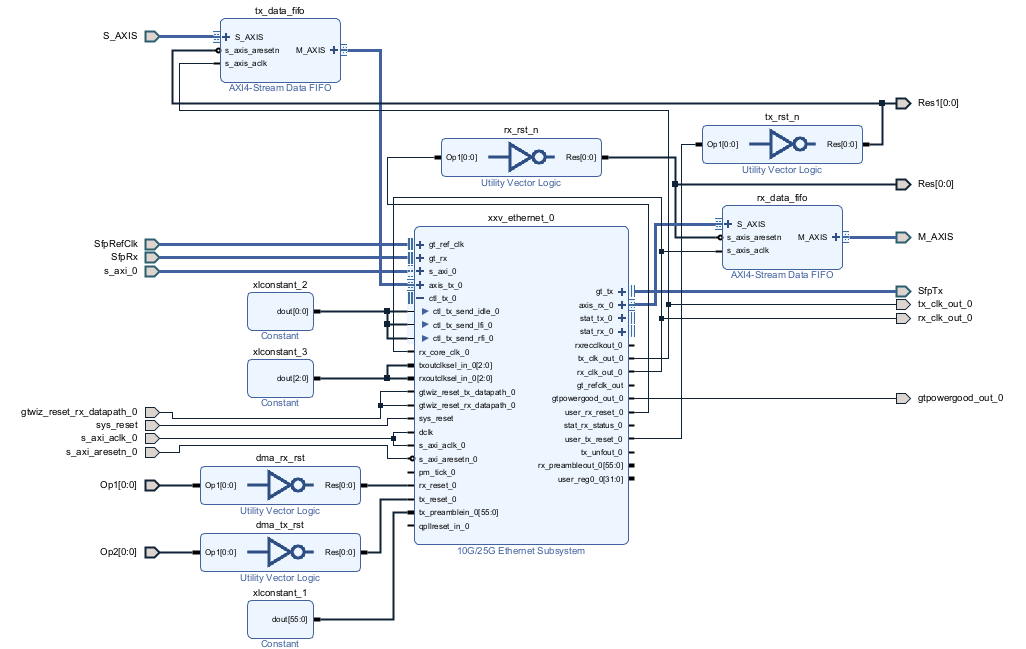 tx_data_fifo
S_AXIS
S_AXIS
s_axis_aresetn
M_AXIS
s_axis_aclk
AXI4-Stream Data FIFO
Res1[0:0]
tx_rst_n
rx_rst_n
Op1[0:0]
Res[0:0]
Utility Vector Logic
Op1[0:0]
Res[0:0]
Utility Vector Logic
Res[0:0]
rx_data_fifo
S_AXIS
s_axis_aresetn
M_AXIS
s_axis_aclk
AXI4-Stream Data FIFO
M_AXIS
xxv_ethernet_0
SfpRefClk
SfpRx
s_axi_0
gt_ref_clk
gt_rx
s_axi_0
axis_tx_0
ctl_tx_0
ctl_tx_send_idle_0
ctl_tx_send_lfi_0
ctl_tx_send_rfi_0
rx_core_clk_0
txoutclksel_in_0[2:0]
rxoutclksel_in_0[2:0]
gtwiz_reset_tx_datapath_0
gtwiz_reset_rx_datapath_0
sys_reset
dclk
s_axi_aclk_0
s_axi_aresetn_0
pm_tick_0
rx_reset_0
tx_reset_0
tx_preamblein_0[55:0]
qpllreset_in_0
gt_tx
axis_rx_0
stat_tx_0
stat_rx_0
rxrecclkout_0
tx_clk_out_0
rx_clk_out_0
gt_refclk_out
gtpowergood_out_0
user_rx_reset_0
stat_rx_status_0
user_tx_reset_0
tx_unfout_0
rx_preambleout_0[55:0]
user_reg0_0[31:0]
10G/25G Ethernet Subsystem
SfpTx
tx_clk_out_0
rx_clk_out_0
gtpowergood_out_0
xlconstant_2
dout[0:0]
Constant
xlconstant_3
dout[2:0]
Constant
gtwiz_reset_rx_datapath_0
sys_reset
s_axi_aclk_0
s_axi_aresetn_0
dma_rx_rst
Op1[0:0]
Op1[0:0]
Res[0:0]
Utility Vector Logic
dma_tx_rst
Op2[0:0]
Op1[0:0]
Res[0:0]
Utility Vector Logic
xlconstant_1
dout[55:0]
Constant